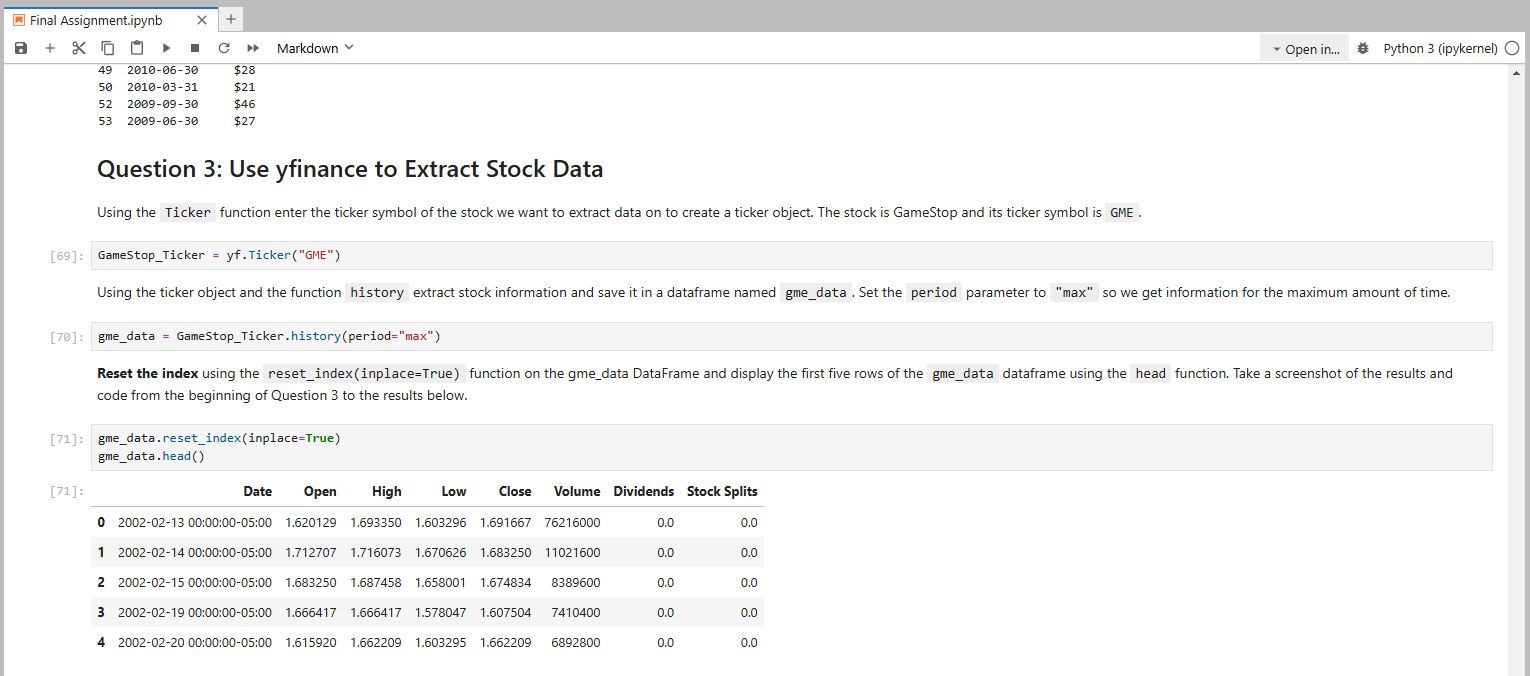 Final Assignment.ipynb
Markdown
Open in...
Python 3 (ipykernel)
49 2010-06-30 $28
50 2010-03-31 $21
52 2009-09-30 $46
53 2009-06-30 $27
Question 3: Use yfinance to Extract Stock Data
Using the Ticker function enter the ticker symbol of the stock we want to extract data on to create a ticker object. The stock is GameStop and its ticker symbol is GME.
[69]: GameStop_Ticker = yf.Ticker("GME")
Using the ticker object and the function history extract stock information and save it in a dataframe named gme_data. Set the period parameter to "max" so we get information for the maximum amount of time.
[70]: gme_data = GameStop_Ticker.history(period="max")
Reset the index using the reset_index(inplace=True) function on the gme_data DataFrame and display the first five rows of the gme_data dataframe using the head function. Take a screenshot of the results and
code from the beginning of Question 3 to the results below.
[71]: gme_data.reset_index(inplace=True)
gme_data.head()
[71]: Date Open High Low Close Volume Dividends Stock Splits
0 2002-02-13 00:00:00-05:00 1.620129 1.693350 1.603296 1.691667 76216000 0.0 0.0
1 2002-02-14 00:00:00-05:00 1.712707 1.716073 1.670626 1.683250 11021600 0.0 0.0
2 2002-02-15 00:00:00-05:00 1.683250 1.687458 1.658001 1.674834 8389600 0.0 0.0
3 2002-02-19 00:00:00-05:00 1.666417 1.666417 1.578047 1.607504 7410400 0.0 0.0
4 2002-02-20 00:00:00-05:00 1.615920 1.662209 1.603295 1.662209 6892800 0.0 0.0